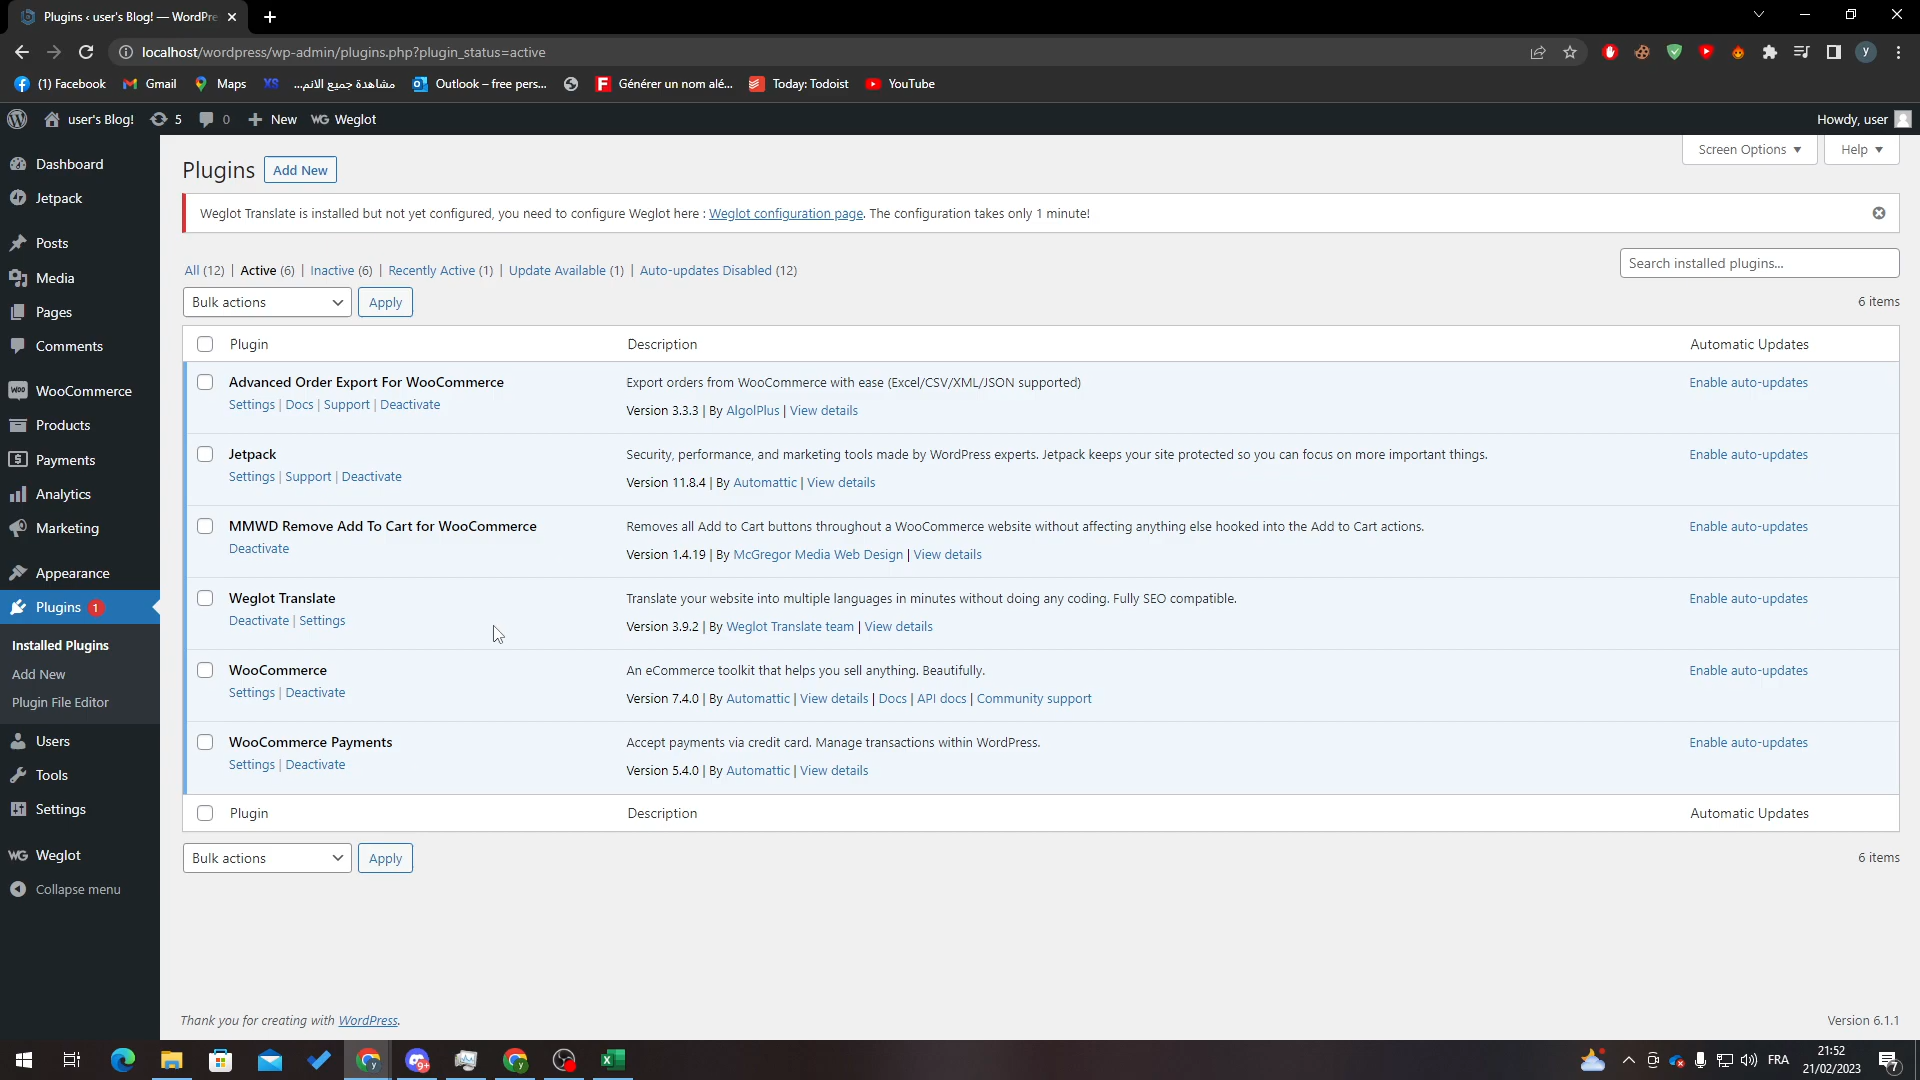 Plugins ‹ user's Blog! — WordPre
localhost/wordpress/wp-admin/plugins.php?plugin_status=active
y
(1) Facebook
Gmail
Maps
XS مشاهدة جميع الانم...
Outlook – free pers...
Générer un nom alé...
Today: Todoist
YouTube
user's Blog!
5
0
New
WG Weglot
Howdy, user
Dashboard
Jetpack
Posts
Media
Pages
Comments
WooCommerce
Products
Payments
Analytics
Marketing
Appearance
Plugins 1
Installed Plugins
Add New
Plugin File Editor
Users
Tools
Settings
WG Weglot
Collapse menu
Screen Options
Help
Plugins Add New
Weglot Translate is installed but not yet configured, you need to configure Weglot here : Weglot configuration page. The configuration takes only 1 minute!
All (12) | Active (6) | Inactive (6) | Recently Active (1) | Update Available (1) | Auto-updates Disabled (12)
Search installed plugins...
Bulk actions Apply
6 items
Plugin Description Automatic Updates
Advanced Order Export For WooCommerce
Settings | Docs | Support | Deactivate
Export orders from WooCommerce with ease (Excel/CSV/XML/JSON supported)
Version 3.3.3 | By AlgolPlus | View details
Enable auto-updates
Jetpack
Settings | Support | Deactivate
Security, performance, and marketing tools made by WordPress experts. Jetpack keeps your site protected so you can focus on more important things.
Version 11.8.4 | By Automattic | View details
Enable auto-updates
MMWD Remove Add To Cart for WooCommerce
Deactivate
Removes all Add to Cart buttons throughout a WooCommerce website without affecting anything else hooked into the Add to Cart actions.
Version 1.4.19 | By McGregor Media Web Design | View details
Enable auto-updates
Weglot Translate
Deactivate | Settings
Translate your website into multiple languages in minutes without doing any coding. Fully SEO compatible.
Version 3.9.2 | By Weglot Translate team | View details
Enable auto-updates
WooCommerce
Settings | Deactivate
An eCommerce toolkit that helps you sell anything. Beautifully.
Version 7.4.0 | By Automattic | View details | Docs | API docs | Community support
Enable auto-updates
WooCommerce Payments
Settings | Deactivate
Accept payments via credit card. Manage transactions within WordPress.
Version 5.4.0 | By Automattic | View details
Enable auto-updates
Plugin Description Automatic Updates
Bulk actions Apply
6 items
Thank you for creating with WordPress.
Version 6.1.1
9+
FRA
21:52
21/02/2023
7